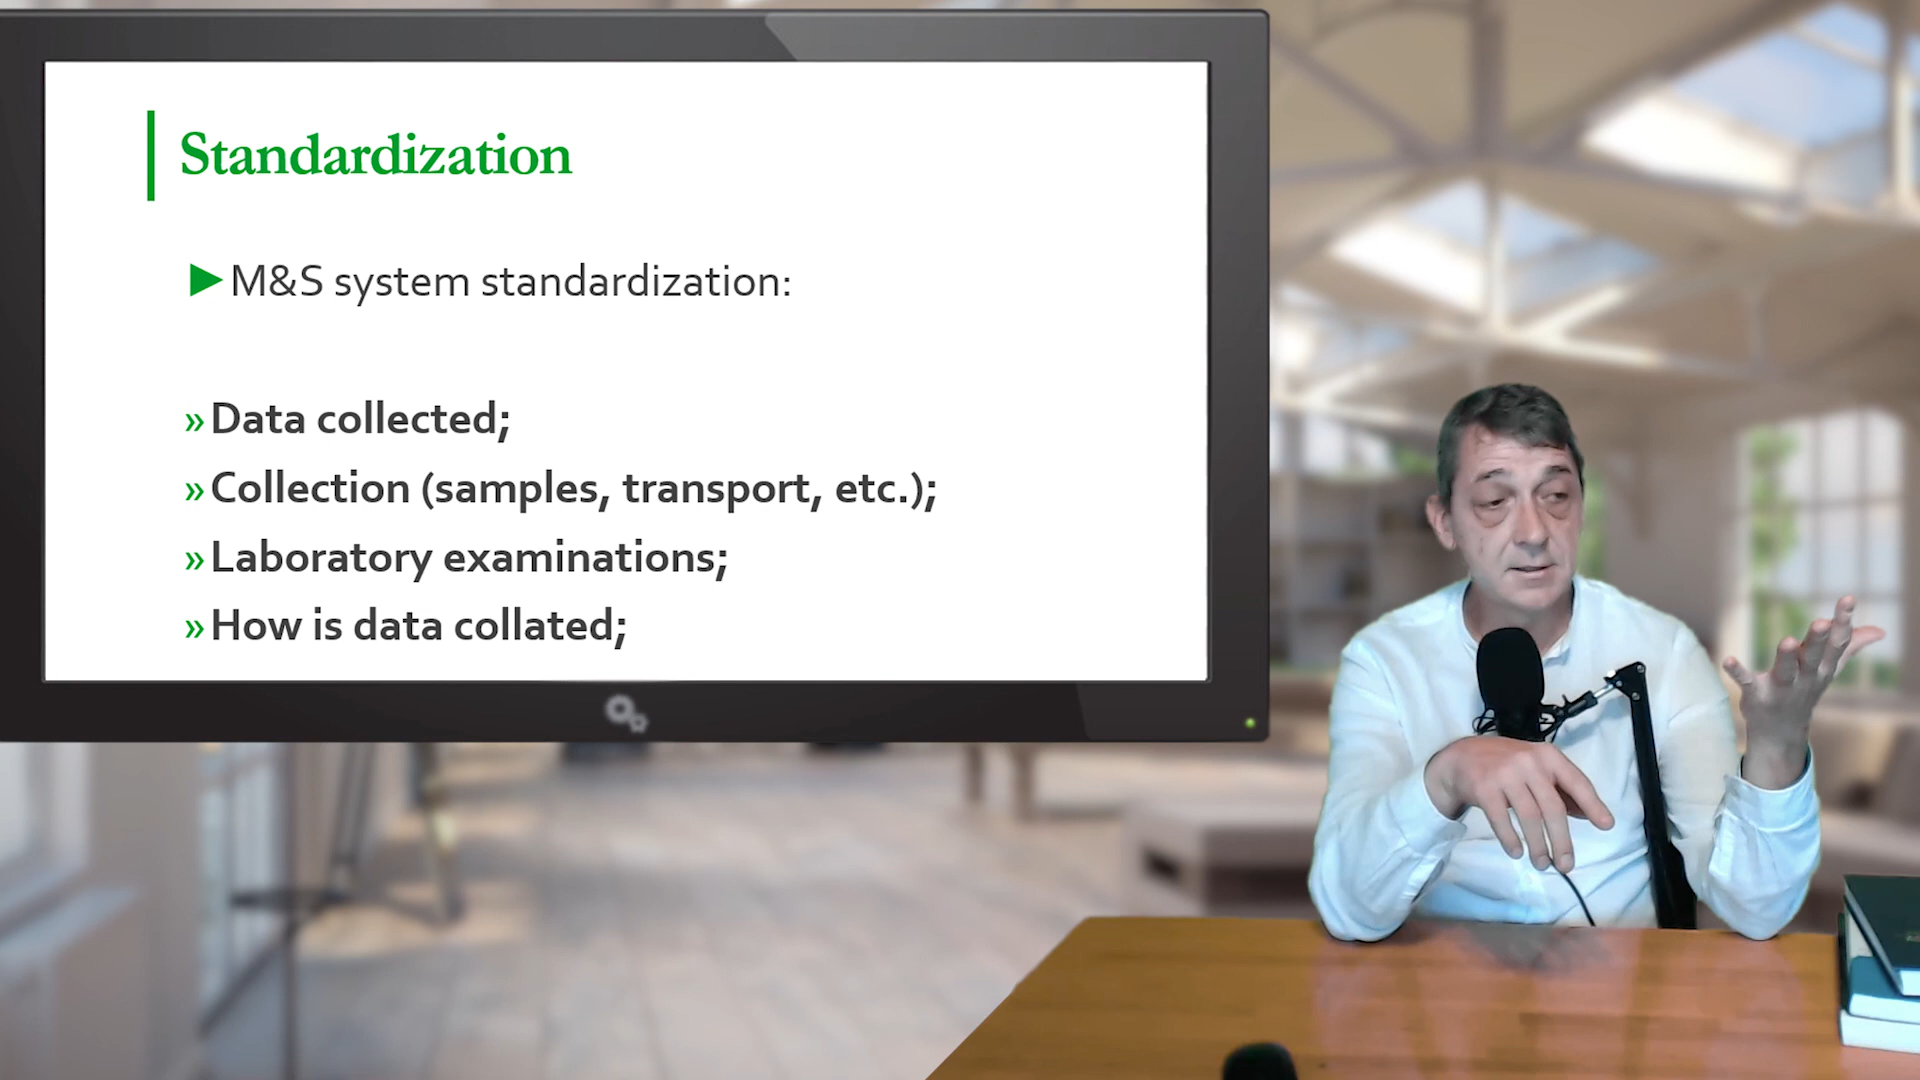 Standardization
►M&S system standardization:
»Data collected;
»Collection (samples, transport, etc.);
»Laboratory examinations;
»How is data collated;